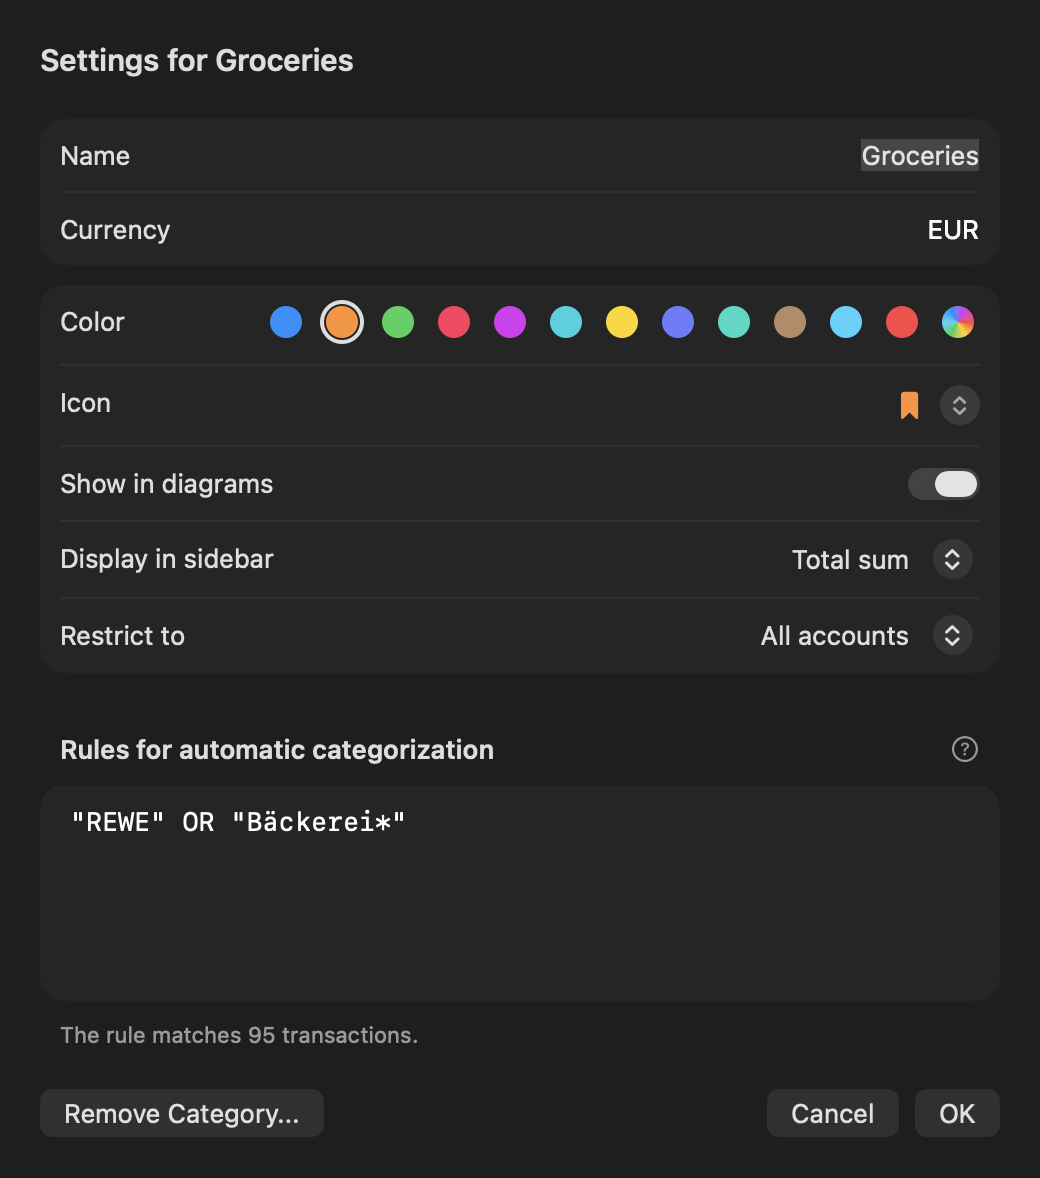 Settings for Groceries
Name Groceries
Currency EUR
Color
Icon
Show in diagrams
Display in sidebar Total sum
Restrict to All accounts
Rules for automatic categorization ?
"REWE" OR "Bäckerei*"
The rule matches 95 transactions.
Remove Category... Cancel OK